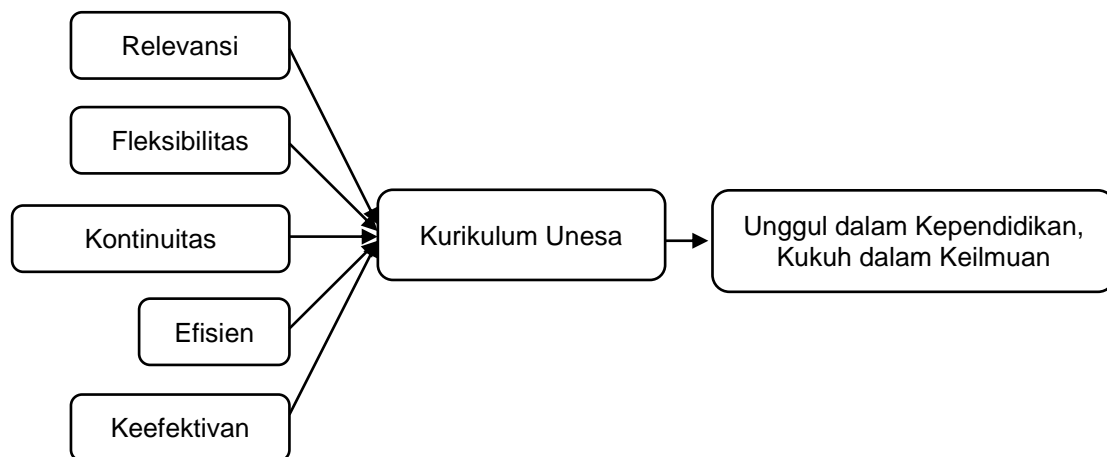 Relevansi
Fleksibilitas
Kontinuitas
Efisien
Keefektivan
Kurikulum Unesa
Unggul dalam Kependidikan,
Kukuh dalam Keilmuan